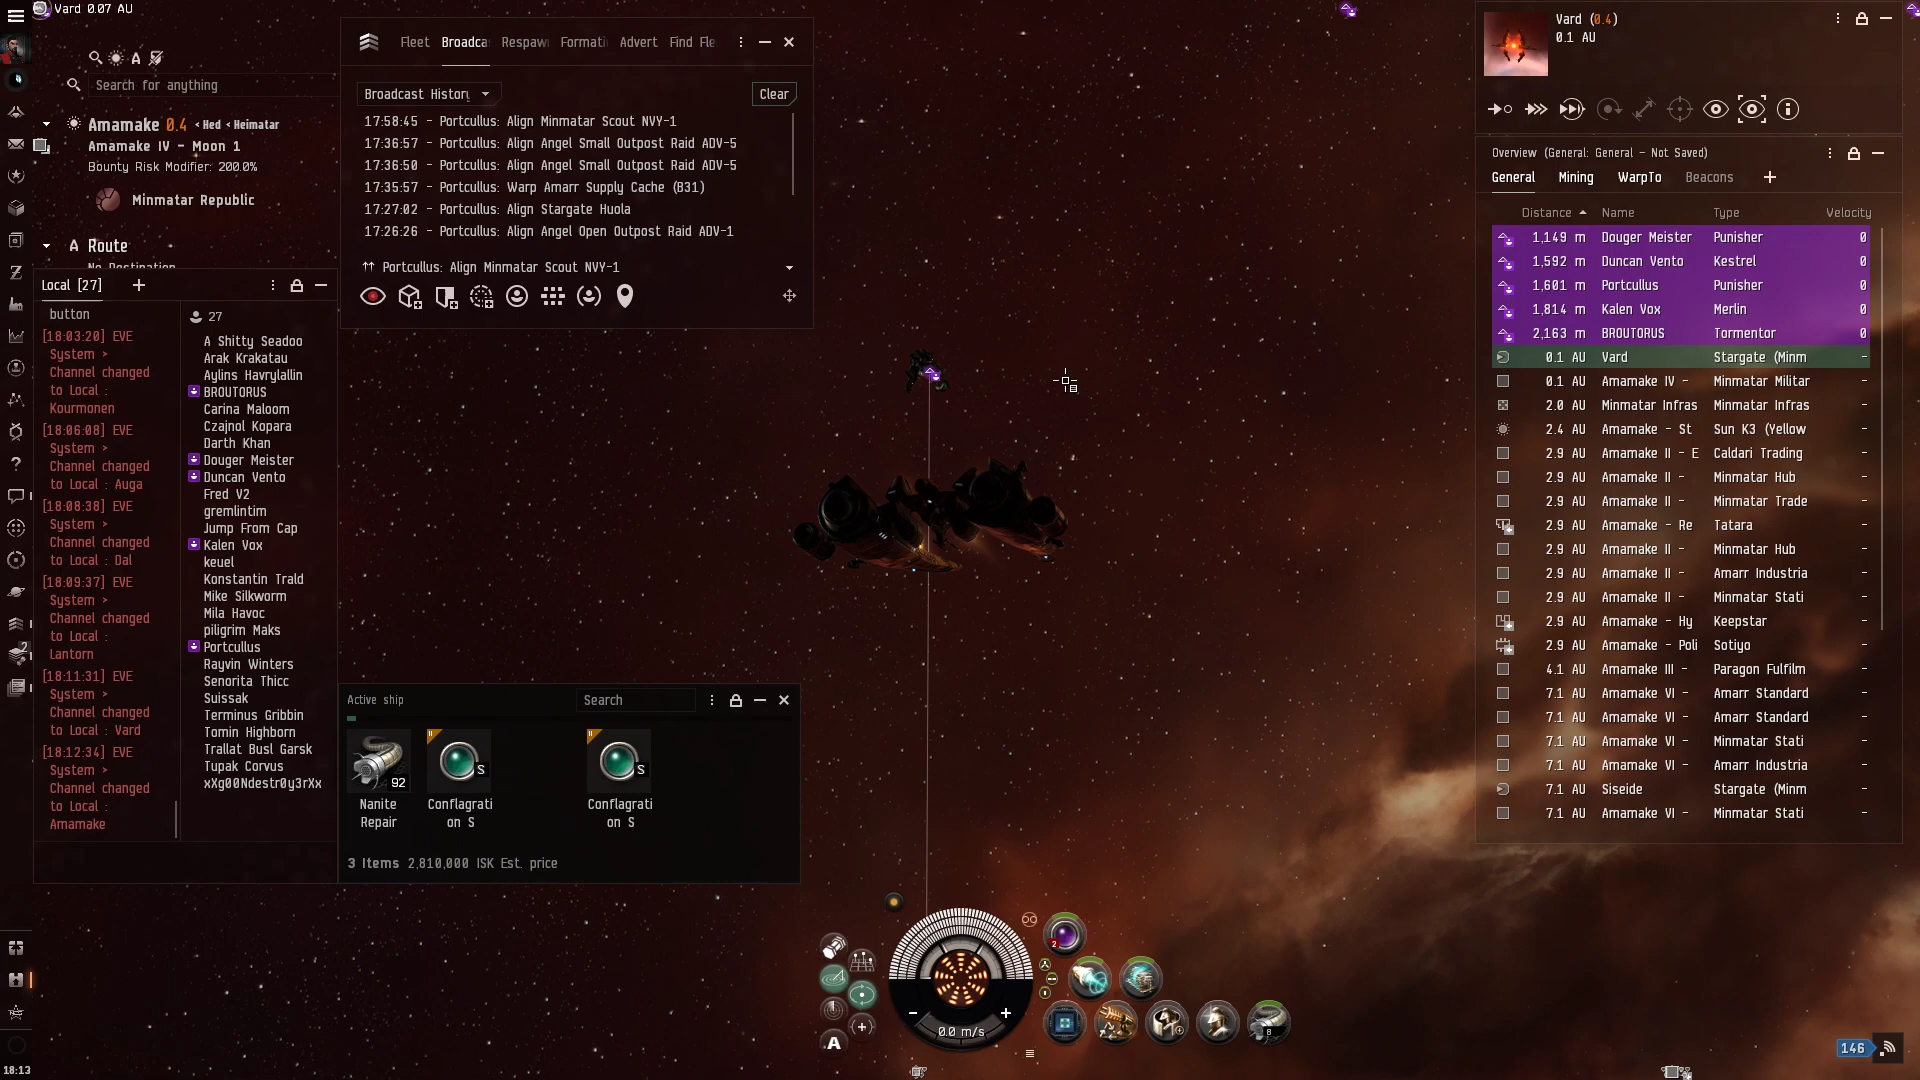 Vard 0.07 AU
Search for anything
Amamake 0.4 < Hed < Heimatar
Amamake IV - Moon 1
Bounty Risk Modifier: 200.0%
Minmatar Republic
Route
No Destination
Local [27]
button
[18:03:20] EVE
System >
Channel changed
to Local :
Kourmonen
[18:06:08] EVE
System >
Channel changed
to Local : Auga
[18:08:38] EVE
System >
Channel changed
to Local : Dal
[18:09:37] EVE
System >
Channel changed
to Local :
Lantorn
[18:11:31] EVE
System >
Channel changed
to Local : Vard
[18:12:34] EVE
System >
Channel changed
to Local :
Amamake
27
A Shitty Seadoo
Arak Krakatau
Aylins Havrylallin
BROUTORUS
Carina Maloom
Czajnol Kopara
Darth Khan
Douger Meister
Duncan Vento
Fred V2
gremlintim
Jump From Cap
Kalen Vox
keuel
Konstantin Trald
Mike Silkworm
Mila Havoc
piligrim Maks
Portcullus
Rayvin Winters
Senorita Thicc
Suissak
Terminus Gribbin
Tomin Highborn
Trallat Busl Garsk
Tupak Corvus
xXg00Ndestr0y3rXx
Fleet Broadca Respaw Formati Advert Find Fle
Broadcast History
Clear
17:58:45 - Portcullus: Align Minmatar Scout NVY-1
17:36:57 - Portcullus: Align Angel Small Outpost Raid ADV-5
17:36:50 - Portcullus: Align Angel Small Outpost Raid ADV-5
17:35:57 - Portcullus: Warp Amarr Supply Cache (B31)
17:27:02 - Portcullus: Align Stargate Huola
17:26:26 - Portcullus: Align Angel Open Outpost Raid ADV-1
Portcullus: Align Minmatar Scout NVY-1
Active ship
Search
92
S
S
Nanite Repair
Conflagration S
Conflagration S
3 Items 2,810,000 ISK Est. price
0.0 m/s
A
2
8
Vard (0.4)
0.1 AU
Overview (General: General - Not Saved)
General Mining WarpTo Beacons +
Distance Name Type Velocity
1,149 m Douger Meister Punisher 0
1,592 m Duncan Vento Kestrel 0
1,601 m Portcullus Punisher 0
1,814 m Kalen Vox Merlin 0
2,163 m BROUTORUS Tormentor 0
0.1 AU Vard Stargate (Minm -
0.1 AU Amamake IV - Minmatar Militar -
2.0 AU Minmatar Infras Minmatar Infras -
2.4 AU Amamake - St Sun K3 (Yellow -
2.9 AU Amamake II - E Caldari Trading -
2.9 AU Amamake II - Minmatar Hub -
2.9 AU Amamake II - Minmatar Trade -
2.9 AU Amamake - Re Tatara -
2.9 AU Amamake II - Minmatar Hub -
2.9 AU Amamake II - Amarr Industria -
2.9 AU Amamake II - Minmatar Stati -
2.9 AU Amamake - Hy Keepstar -
2.9 AU Amamake - Poli Sotiyo -
4.1 AU Amamake III - Paragon Fulfilm -
7.1 AU Amamake VI - Amarr Standard -
7.1 AU Amamake VI - Amarr Standard -
7.1 AU Amamake VI - Minmatar Stati -
7.1 AU Amamake VI - Amarr Industria -
7.1 AU Siseide Stargate (Minm -
7.1 AU Amamake VI - Minmatar Stati -
146
18:13